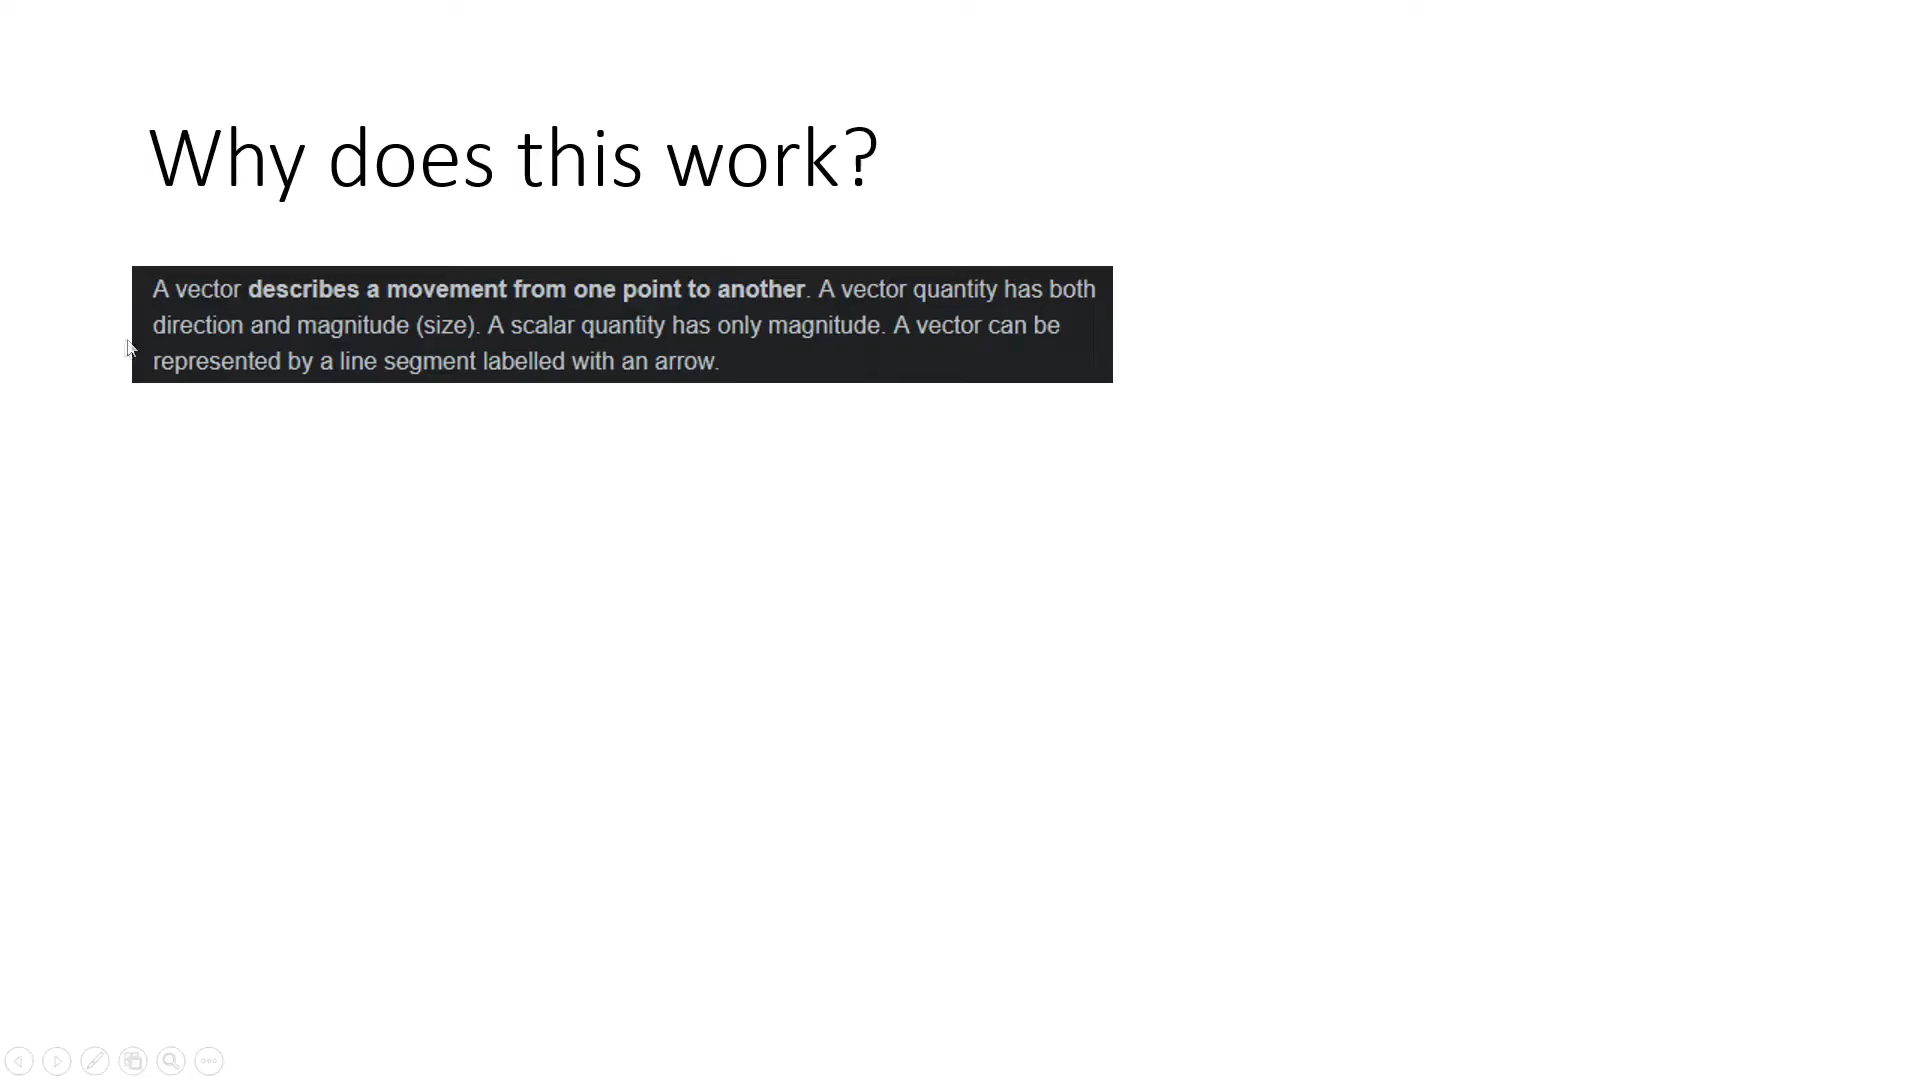 Why does this work?
A vector describes a movement from one point to another. A vector quantity has both
direction and magnitude (size). A scalar quantity has only magnitude. A vector can be
represented by a line segment labelled with an arrow.